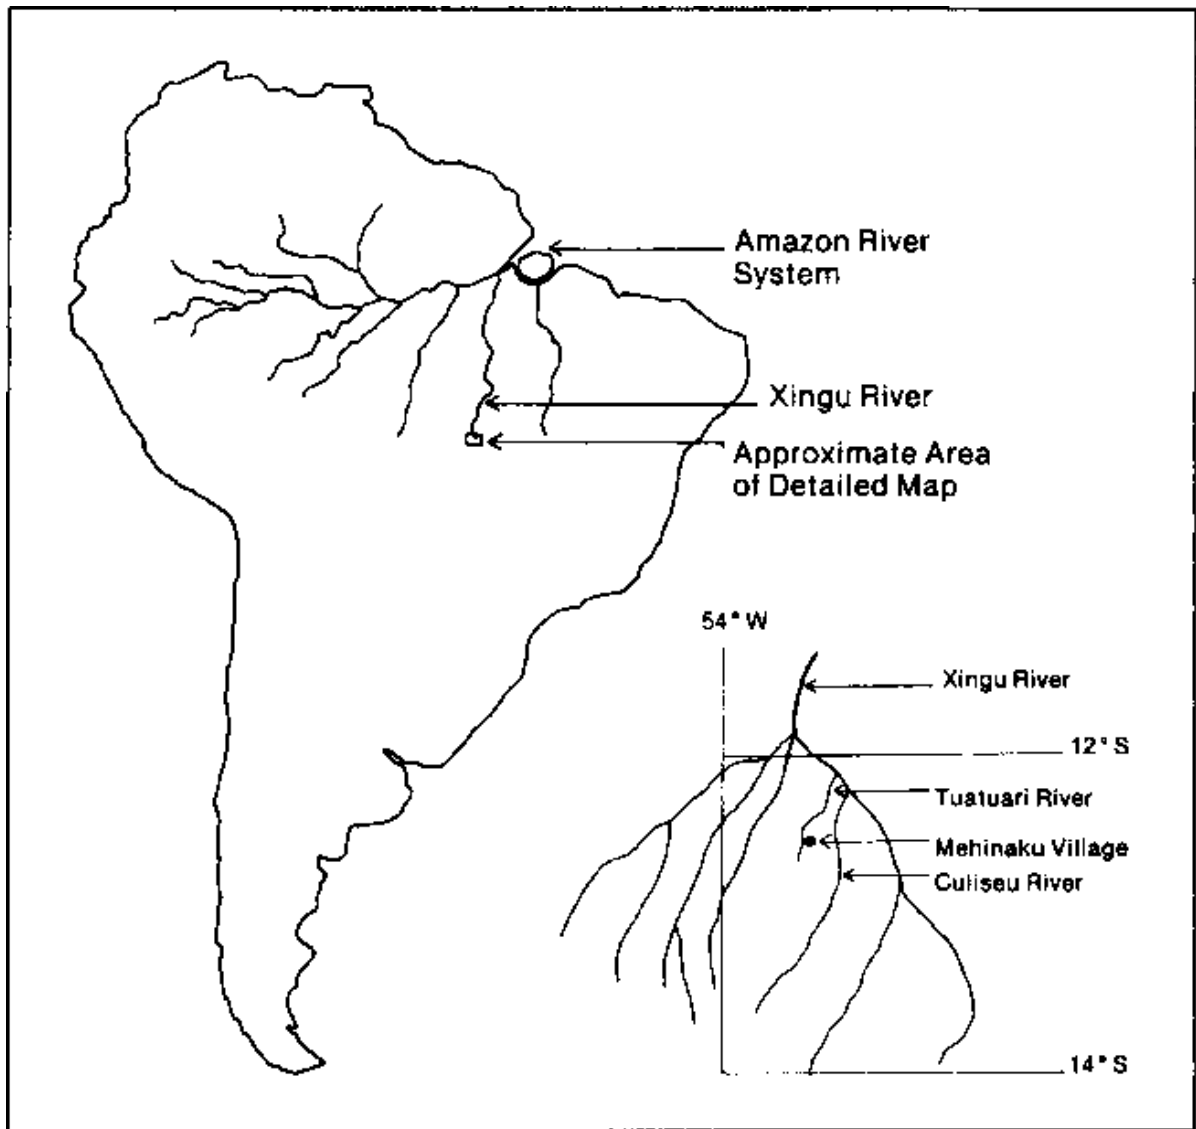 Amazon River
System
Xingu River
Approximate Area
of Detailed Map
54° W
Xingu River
12° S
Tuatuari River
Mehinaku Village
Culiseu River
14° S